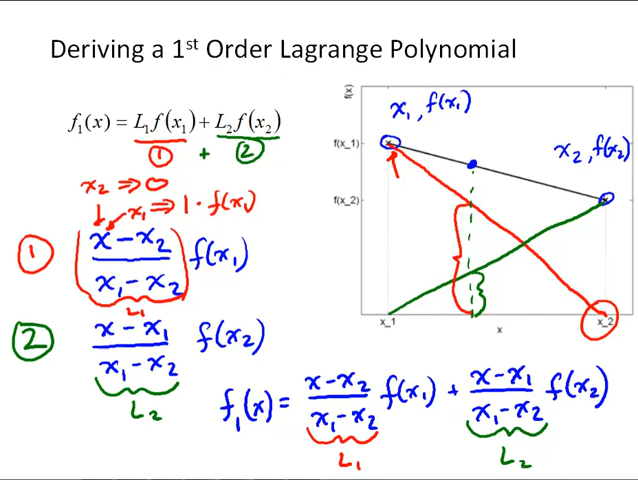 Deriving a 1st Order Lagrange Polynomial
f₁(x) = L₁f(x₁) + L₂f(x₂)
① + ②
x₂ ⇒ 0
x₁ ⇒ 1 · f(x₁)
① (x - x₂) / (x₁ - x₂) f(x₁)
L₁
② (x - x₁) / (x₁ - x₂) f(x₂)
L₂
f(x)
x₁, f(x₁)
f(x_1)
x₂, f(x₂)
f(x_2)
x_1
x_2
x
f₁(x) = (x - x₂) / (x₁ - x₂) f(x₁) + (x - x₁) / (x₁ - x₂) f(x₂)
L₁ L₂